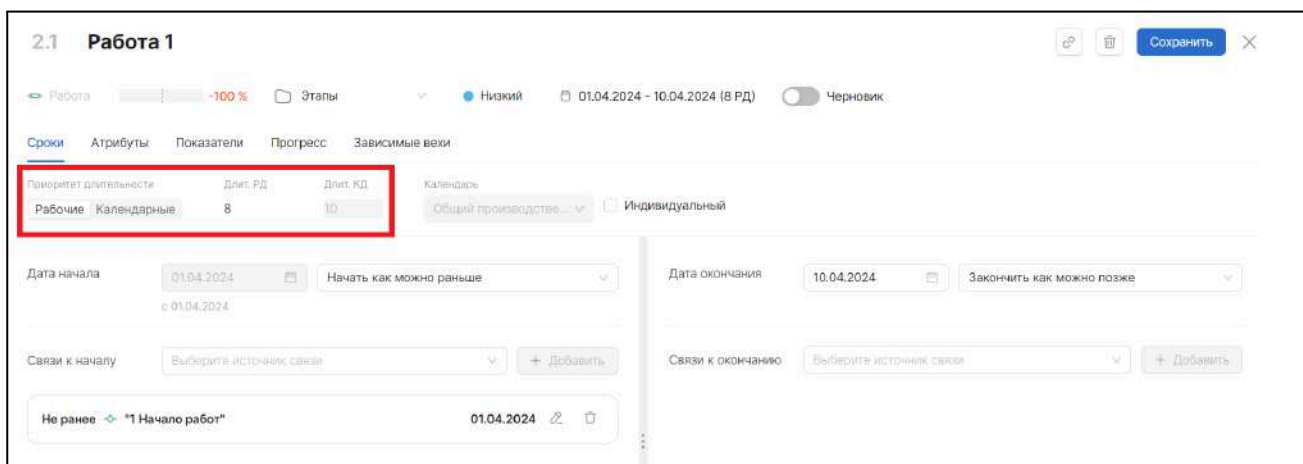 2.1 Работа 1 Сохранить
Работа -100 % Этапы Низкий 01.04.2024 - 10.04.2024 (8 РД) Черновик
Сроки Атрибуты Показатели Прогресс Зависимые вехи
Приоритет длительности Длит. РД Длит. КД Календарь
Рабочие Календарные 8 10 Общий производстве... Индивидуальный
Дата начала 01.04.2024 Начать как можно раньше Дата окончания 10.04.2024 Закончить как можно позже
с 01.04.2024
Связи к началу Выберите источник связи + Добавить Связи к окончанию Выберите источник связи + Добавить
Не ранее "1 Начало работ" 01.04.2024